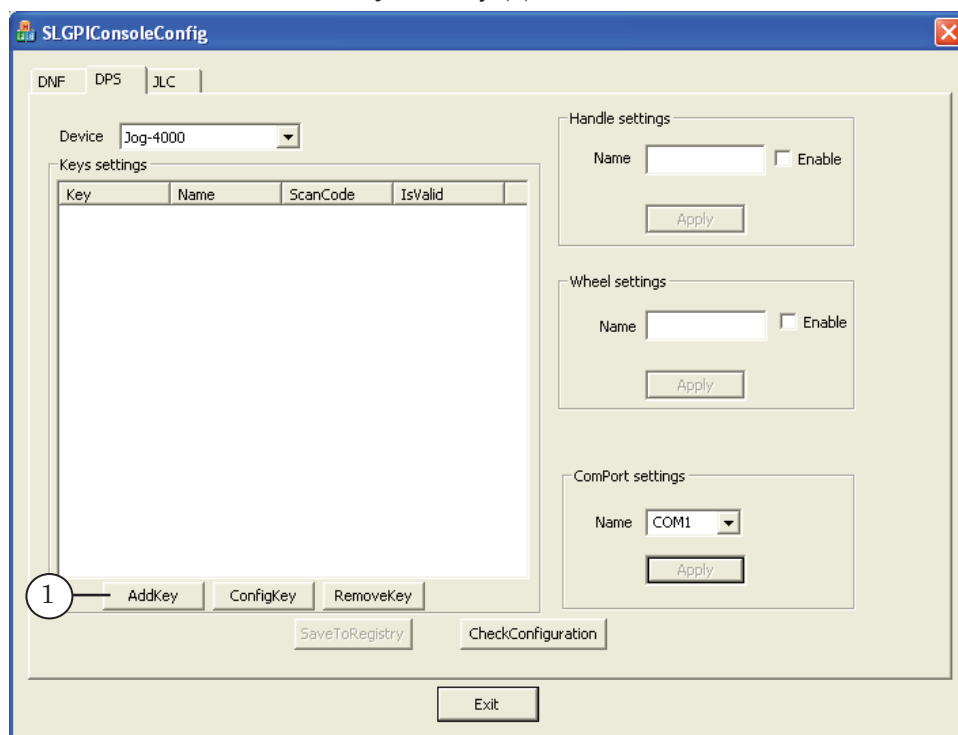 SLGPIConsoleConfig
DNF DPS JLC
Device Jog-4000
Keys settings
Key Name ScanCode IsValid
AddKey ConfigKey RemoveKey
1
SaveToRegistry CheckConfiguration
Handle settings
Name Enable
Apply
Wheel settings
Name Enable
Apply
ComPort settings
Name COM1
Apply
Exit